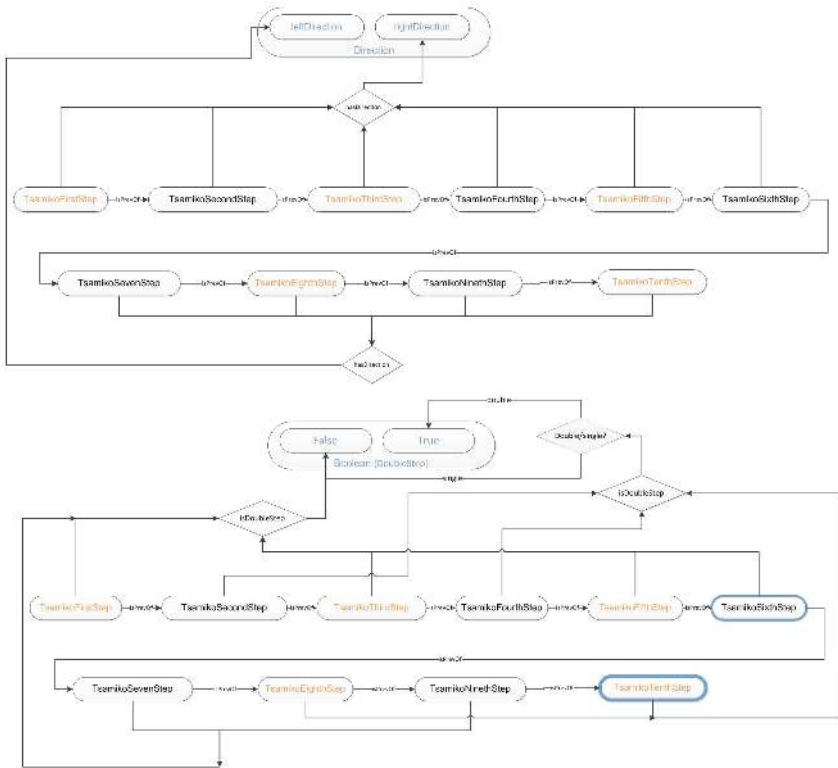 leftDirection rightDirection
Direction
hasDirection
TsamikoFirstStep isPrevOf TsamikoSecondStep isPrevOf TsamikoThirdStep isPrevOf TsamikoFourthStep isPrevOf TsamikoFifthStep isPrevOf TsamikoSixthStep
isPrevOf
TsamikoSevenStep isPrevOf TsamikoEighthStep isPrevOf TsamikoNinethStep isPrevOf TsamikoTenthStep
hasDirection
double
False True Double/single?
Boolean (DoubleStep)
single
isDoubleStep
isDoubleStep
TsamikoFirstStep isPrevOf TsamikoSecondStep isPrevOf TsamikoThirdStep isPrevOf TsamikoFourthStep isPrevOf TsamikoFifthStep isPrevOf TsamikoSixthStep
isPrevOf
TsamikoSevenStep isPrevOf TsamikoEighthStep isPrevOf TsamikoNinethStep isPrevOf TsamikoTenthStep